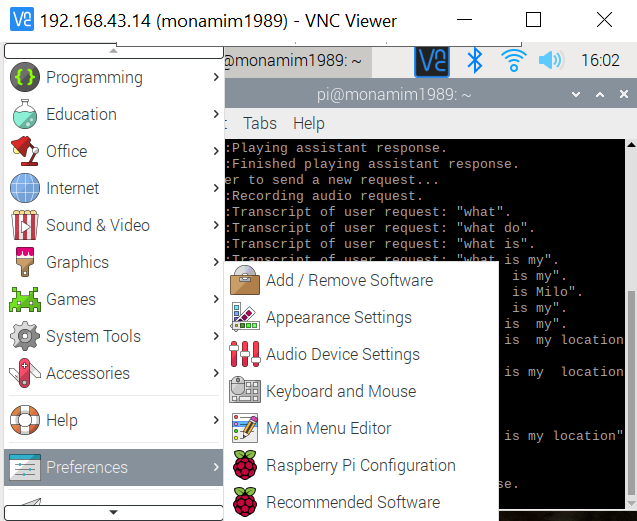 192.168.43.14 (monamim1989) - VNC Viewer
@monamim1989: ~
16:02
pi@monamim1989: ~
Tabs Help
Programming
Education
Office
Internet
Sound & Video
Graphics
Games
System Tools
Accessories
Help
Preferences
:Playing assistant response.
:Finished playing assistant response.
er to send a new request...
:Recording audio request.
:Transcript of user request: "what".
:Transcript of user request: "what do".
:Transcript of user request: "what is".
:Transcript of user request: "what is my".
is my".
is Milo".
is my".
is  my".
is  my location
is my  location
is my location"
se.
Add / Remove Software
Appearance Settings
Audio Device Settings
Keyboard and Mouse
Main Menu Editor
Raspberry Pi Configuration
Recommended Software